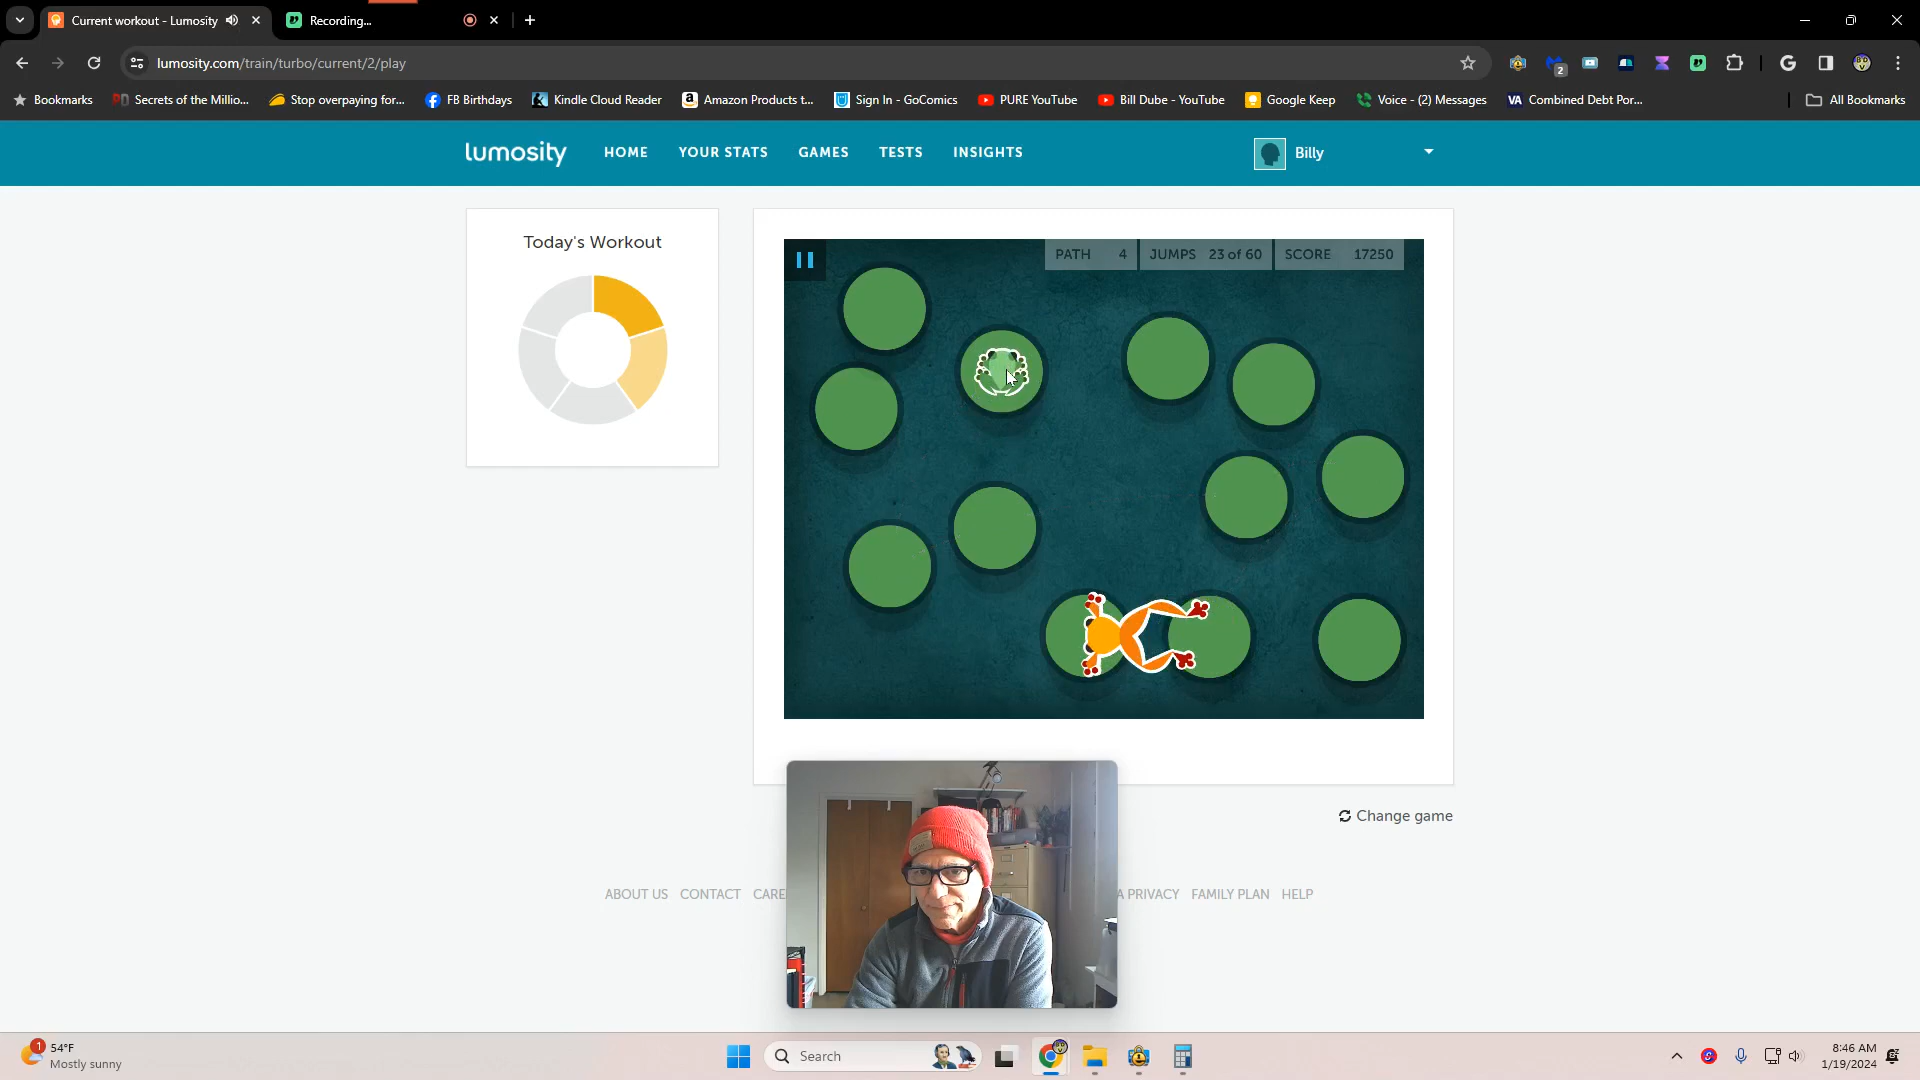 Current workout - Lumosity
Recording...
lumosity.com/train/turbo/current/2/play
2
Bookmarks
Secrets of the Millio...
Stop overpaying for...
FB Birthdays
Kindle Cloud Reader
Amazon Products t...
Sign In - GoComics
PURE YouTube
Bill Dube - YouTube
Google Keep
Voice - (2) Messages
VA Combined Debt Por...
All Bookmarks
lumosity
HOME
YOUR STATS
GAMES
TESTS
INSIGHTS
Billy
Today's Workout
PATH 4
JUMPS 23 of 60
SCORE 17250
Change game
ABOUT US
CONTACT
CARE
A PRIVACY
FAMILY PLAN
HELP
1
54°F
Mostly sunny
Search
8:46 AM
1/19/2024